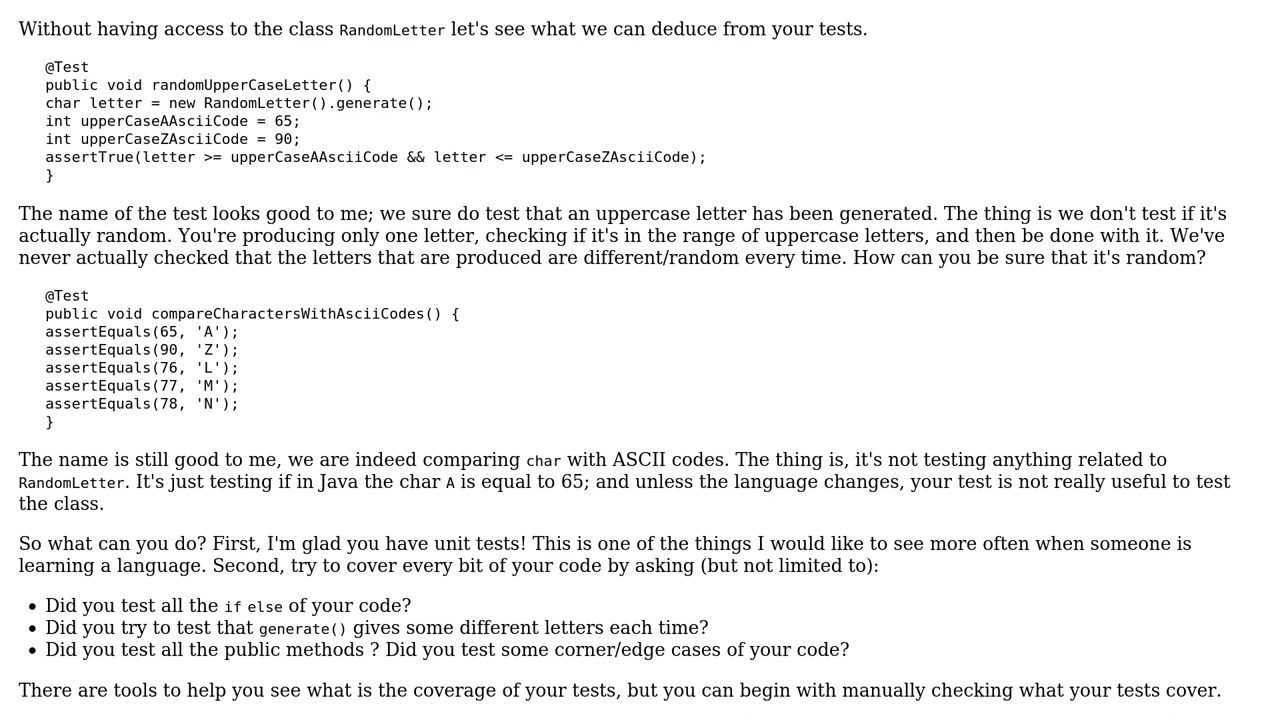 Without having access to the class RandomLetter let's see what we can deduce from your tests.
@Test
public void randomUpperCaseLetter() {
char letter = new RandomLetter().generate();
int upperCaseAAsciiCode = 65;
int upperCaseZAsciiCode = 90;
assertTrue(letter >= upperCaseAAsciiCode && letter <= upperCaseZAsciiCode);
}
The name of the test looks good to me; we sure do test that an uppercase letter has been generated. The thing is we don't test if it's
actually random. You're producing only one letter, checking if it's in the range of uppercase letters, and then be done with it. We've
never actually checked that the letters that are produced are different/random every time. How can you be sure that it's random?
@Test
public void compareCharactersWithAsciiCodes() {
assertEquals(65, 'A');
assertEquals(90, 'Z');
assertEquals(76, 'L');
assertEquals(77, 'M');
assertEquals(78, 'N');
}
The name is still good to me, we are indeed comparing char with ASCII codes. The thing is, it's not testing anything related to
RandomLetter. It's just testing if in Java the char A is equal to 65; and unless the language changes, your test is not really useful to test
the class.
So what can you do? First, I'm glad you have unit tests! This is one of the things I would like to see more often when someone is
learning a language. Second, try to cover every bit of your code by asking (but not limited to):
• Did you test all the if else of your code?
• Did you try to test that generate() gives some different letters each time?
• Did you test all the public methods ? Did you test some corner/edge cases of your code?
There are tools to help you see what is the coverage of your tests, but you can begin with manually checking what your tests cover.